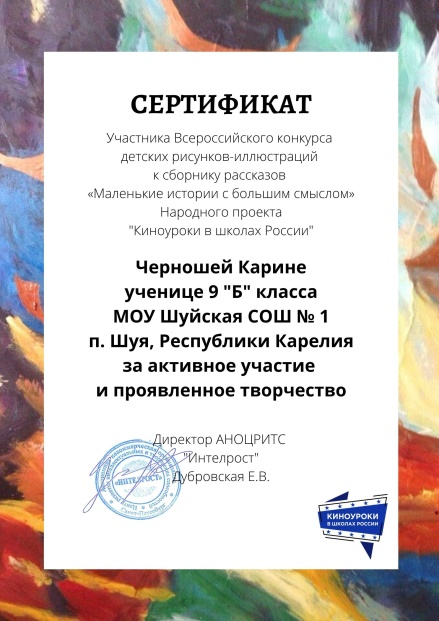 СЕРТИФИКАТ
Участника Всероссийского конкурса
детских рисунков-иллюстраций
к сборнику рассказов
«Маленькие истории с большим смыслом»
Народного проекта
"Киноуроки в школах России"
Черношей Карине
ученице 9 "Б" класса
МОУ Шуйская СОШ № 1
п. Шуя, Республики Карелия
за активное участие
и проявленное творчество
Директор АНОЦРИТС
"Интелрост"
Дубровская Е.В.
«ИНТЕЛРОСТ»
Санкт-Петербург
КИНОУРОКИ
В ШКОЛАХ РОССИИ